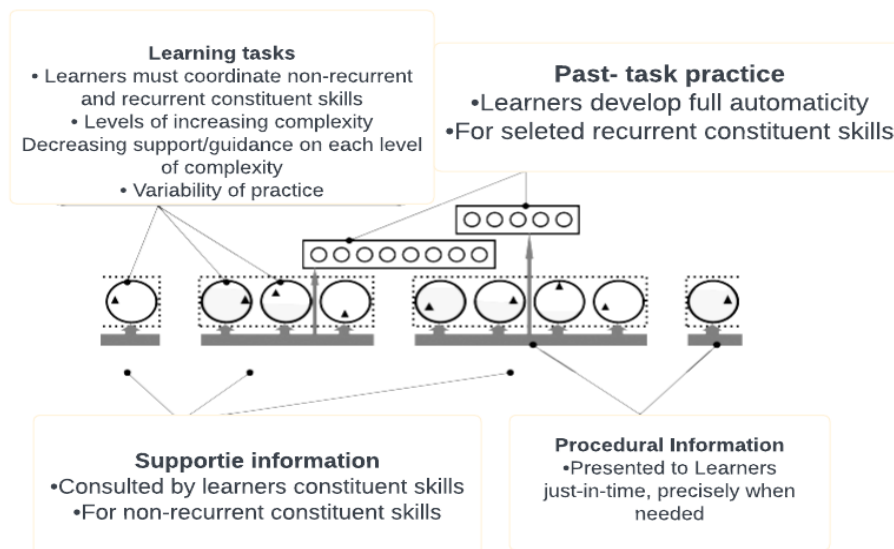 Learning tasks
• Learners must coordinate non-recurrent
and recurrent constituent skills
• Levels of increasing complexity
Decreasing support/guidance on each level
of complexity
• Variability of practice
Past- task practice
•Learners develop full automaticity
•For seleted recurrent constituent skills
Supportie information
•Consulted by learners constituent skills
•For non-recurrent constituent skills
Procedural Information
•Presented to Learners
just-in-time, precisely when
needed